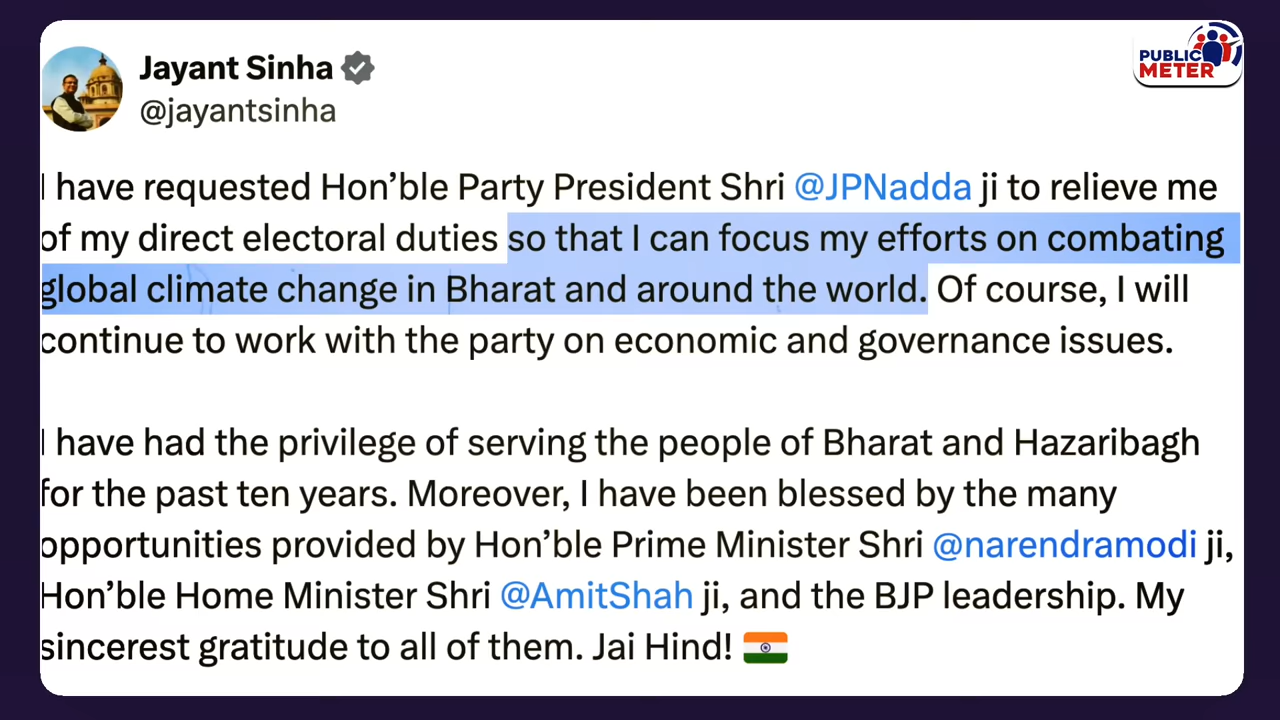 Jayant Sinha
@jayantsinha
PUBLIC
METER
I have requested Hon’ble Party President Shri @JPNadda ji to relieve me
of my direct electoral duties so that I can focus my efforts on combating
global climate change in Bharat and around the world. Of course, I will
continue to work with the party on economic and governance issues.
I have had the privilege of serving the people of Bharat and Hazaribagh
for the past ten years. Moreover, I have been blessed by the many
opportunities provided by Hon’ble Prime Minister Shri @narendramodi ji,
Hon’ble Home Minister Shri @AmitShah ji, and the BJP leadership. My
sincerest gratitude to all of them. Jai Hind! 🇮🇳